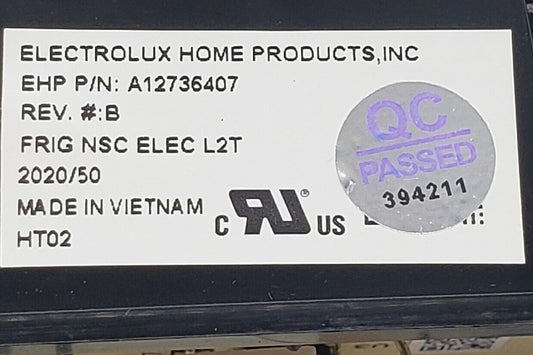 ELECTROLUX HOME PRODUCTS,INC
EHP P/N: A12736407
REV. #:B
FRIG NSC ELEC L2T
2020/50
MADE IN VIETNAM
HT02
C RU® US
QC
PASSED
394211